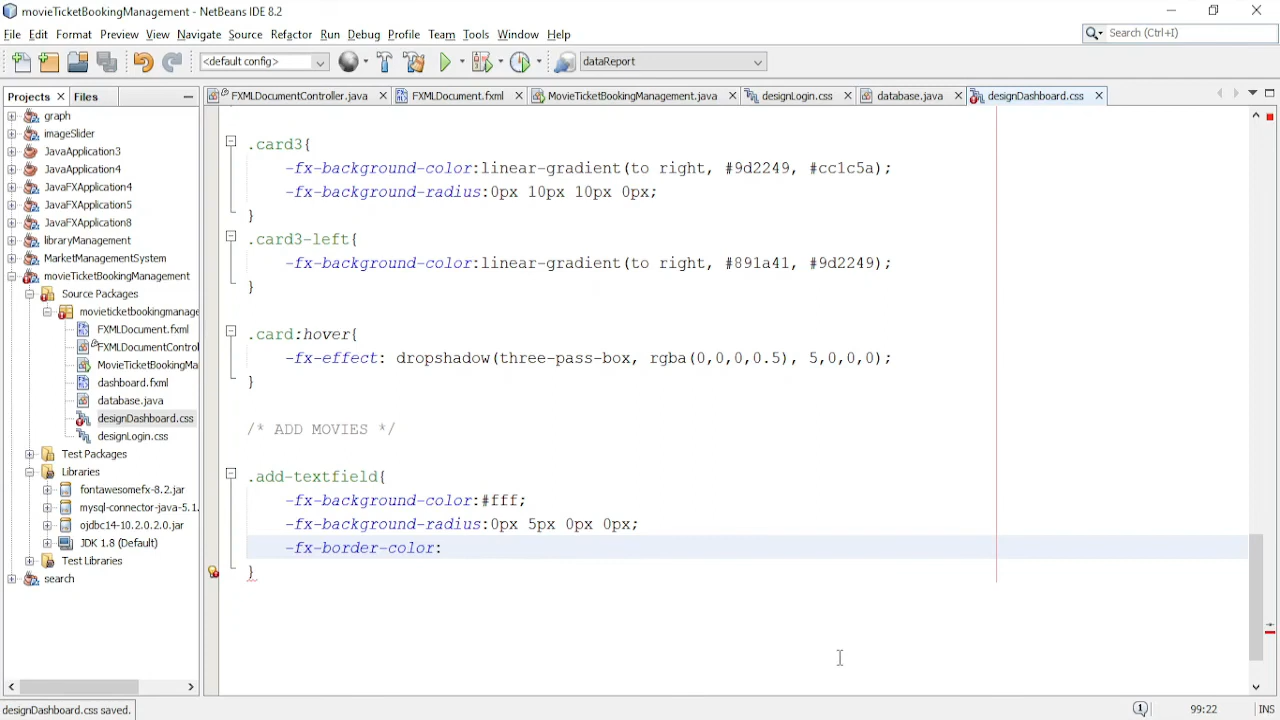 movieTicketBookingManagement - NetBeans IDE 8.2
File Edit Format Preview View Navigate Source Refactor Run Debug Profile Team Tools Window Help
Search (Ctrl+I)
<default config>
dataReport
Projects
Files
FXMLDocumentController.java
FXMLDocument.fxml
MovieTicketBookingManagement.java
designLogin.css
database.java
designDashboard.css
graph
imageSlider
JavaApplication3
JavaApplication4
JavaFXApplication4
JavaFXApplication5
JavaFXApplication8
libraryManagement
MarketManagementSystem
movieTicketBookingManagement
Source Packages
movieticketbookingmanage
FXMLDocument.fxml
FXMLDocumentControl
MovieTicketBookingMa
dashboard.fxml
database.java
designDashboard.css
designLogin.css
Test Packages
Libraries
fontawesomefx-8.2.jar
mysql-connector-java-5.1.
ojdbc14-10.2.0.2.0.jar
JDK 1.8 (Default)
Test Libraries
search
.card3{
-fx-background-color:linear-gradient(to right, #9d2249, #cc1c5a);
-fx-background-radius:0px 10px 10px 0px;
}
.card3-left{
-fx-background-color:linear-gradient(to right, #891a41, #9d2249);
}
.card:hover{
-fx-effect: dropshadow(three-pass-box, rgba(0,0,0,0.5), 5,0,0,0);
}
/* ADD MOVIES */
.add-textfield{
-fx-background-color:#fff;
-fx-background-radius:0px 5px 0px 0px;
-fx-border-color:
}
designDashboard.css saved.
1
99:22
INS